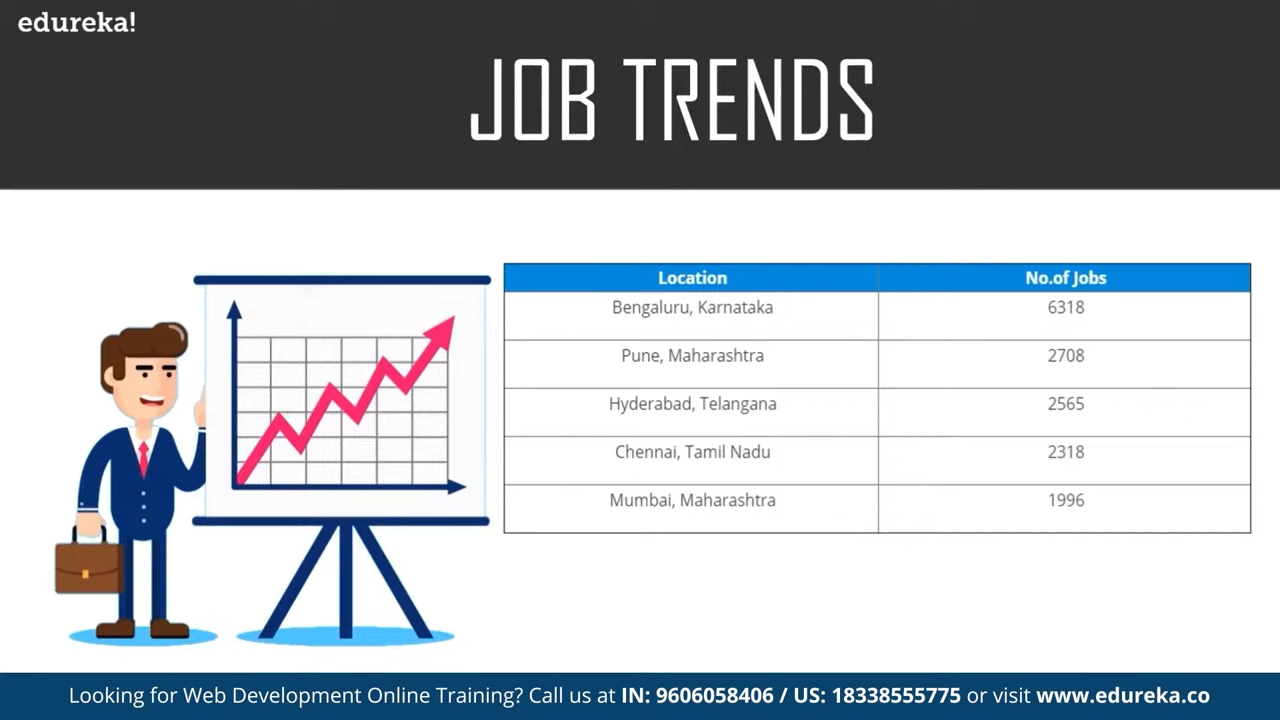 edureka!
JOB TRENDS
Location No.of Jobs
Bengaluru, Karnataka 6318
Pune, Maharashtra 2708
Hyderabad, Telangana 2565
Chennai, Tamil Nadu 2318
Mumbai, Maharashtra 1996
Looking for Web Development Online Training? Call us at IN: 9606058406 / US: 18338555775 or visit www.edureka.co